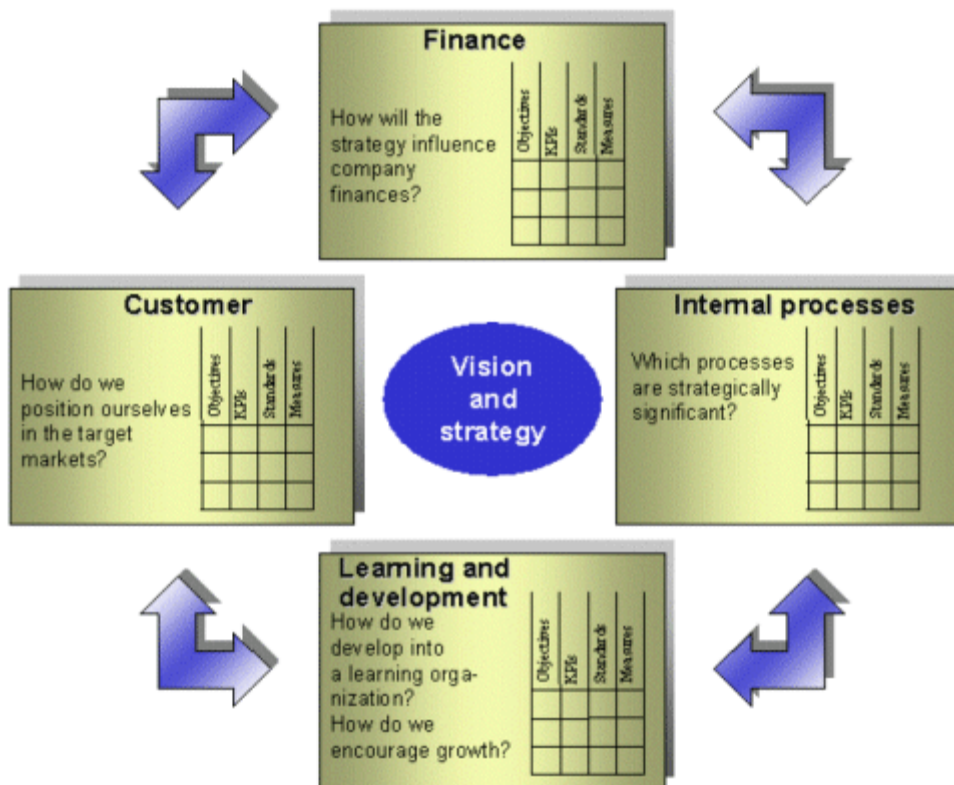 Finance
How will the
strategy influence
company
finances?
Objectives
KPIs
Standards
Measures
Customer
How do we
position ourselves
in the target
markets?
Objectives
KPIs
Standards
Measures
Vision
and
strategy
Internal processes
Which processes
are strategically
significant?
Objectives
KPIs
Standards
Measures
Learning and
development
How do we
develop into
a learning orga-
nization?
How do we
encourage growth?
Objectives
KPIs
Standards
Measures